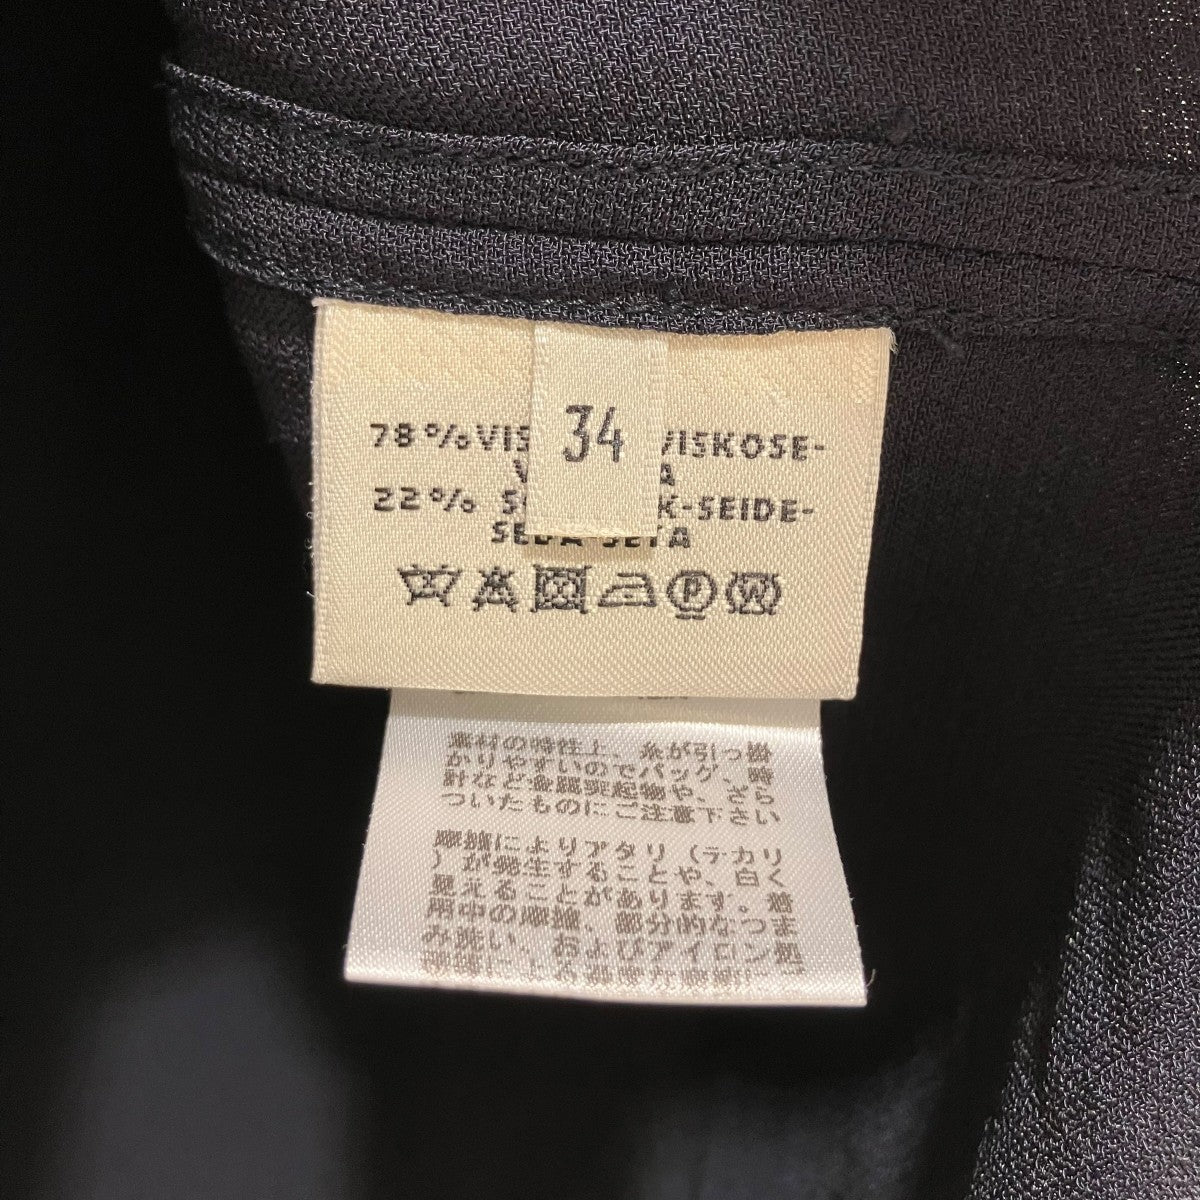 34
78% VISKOSE-
22% -SEIDE-
SETA
P W
素材の特性上、糸が引っ掛
かりやすいのでバッグ、時
計など金属突起物や、ざら
ついたものにご注意下さい
摩擦によりアタリ（テカリ
）が発生することや、白く
見えることがあります。着
用中の摩擦、部分的なつま
み洗い、およびアイロン処